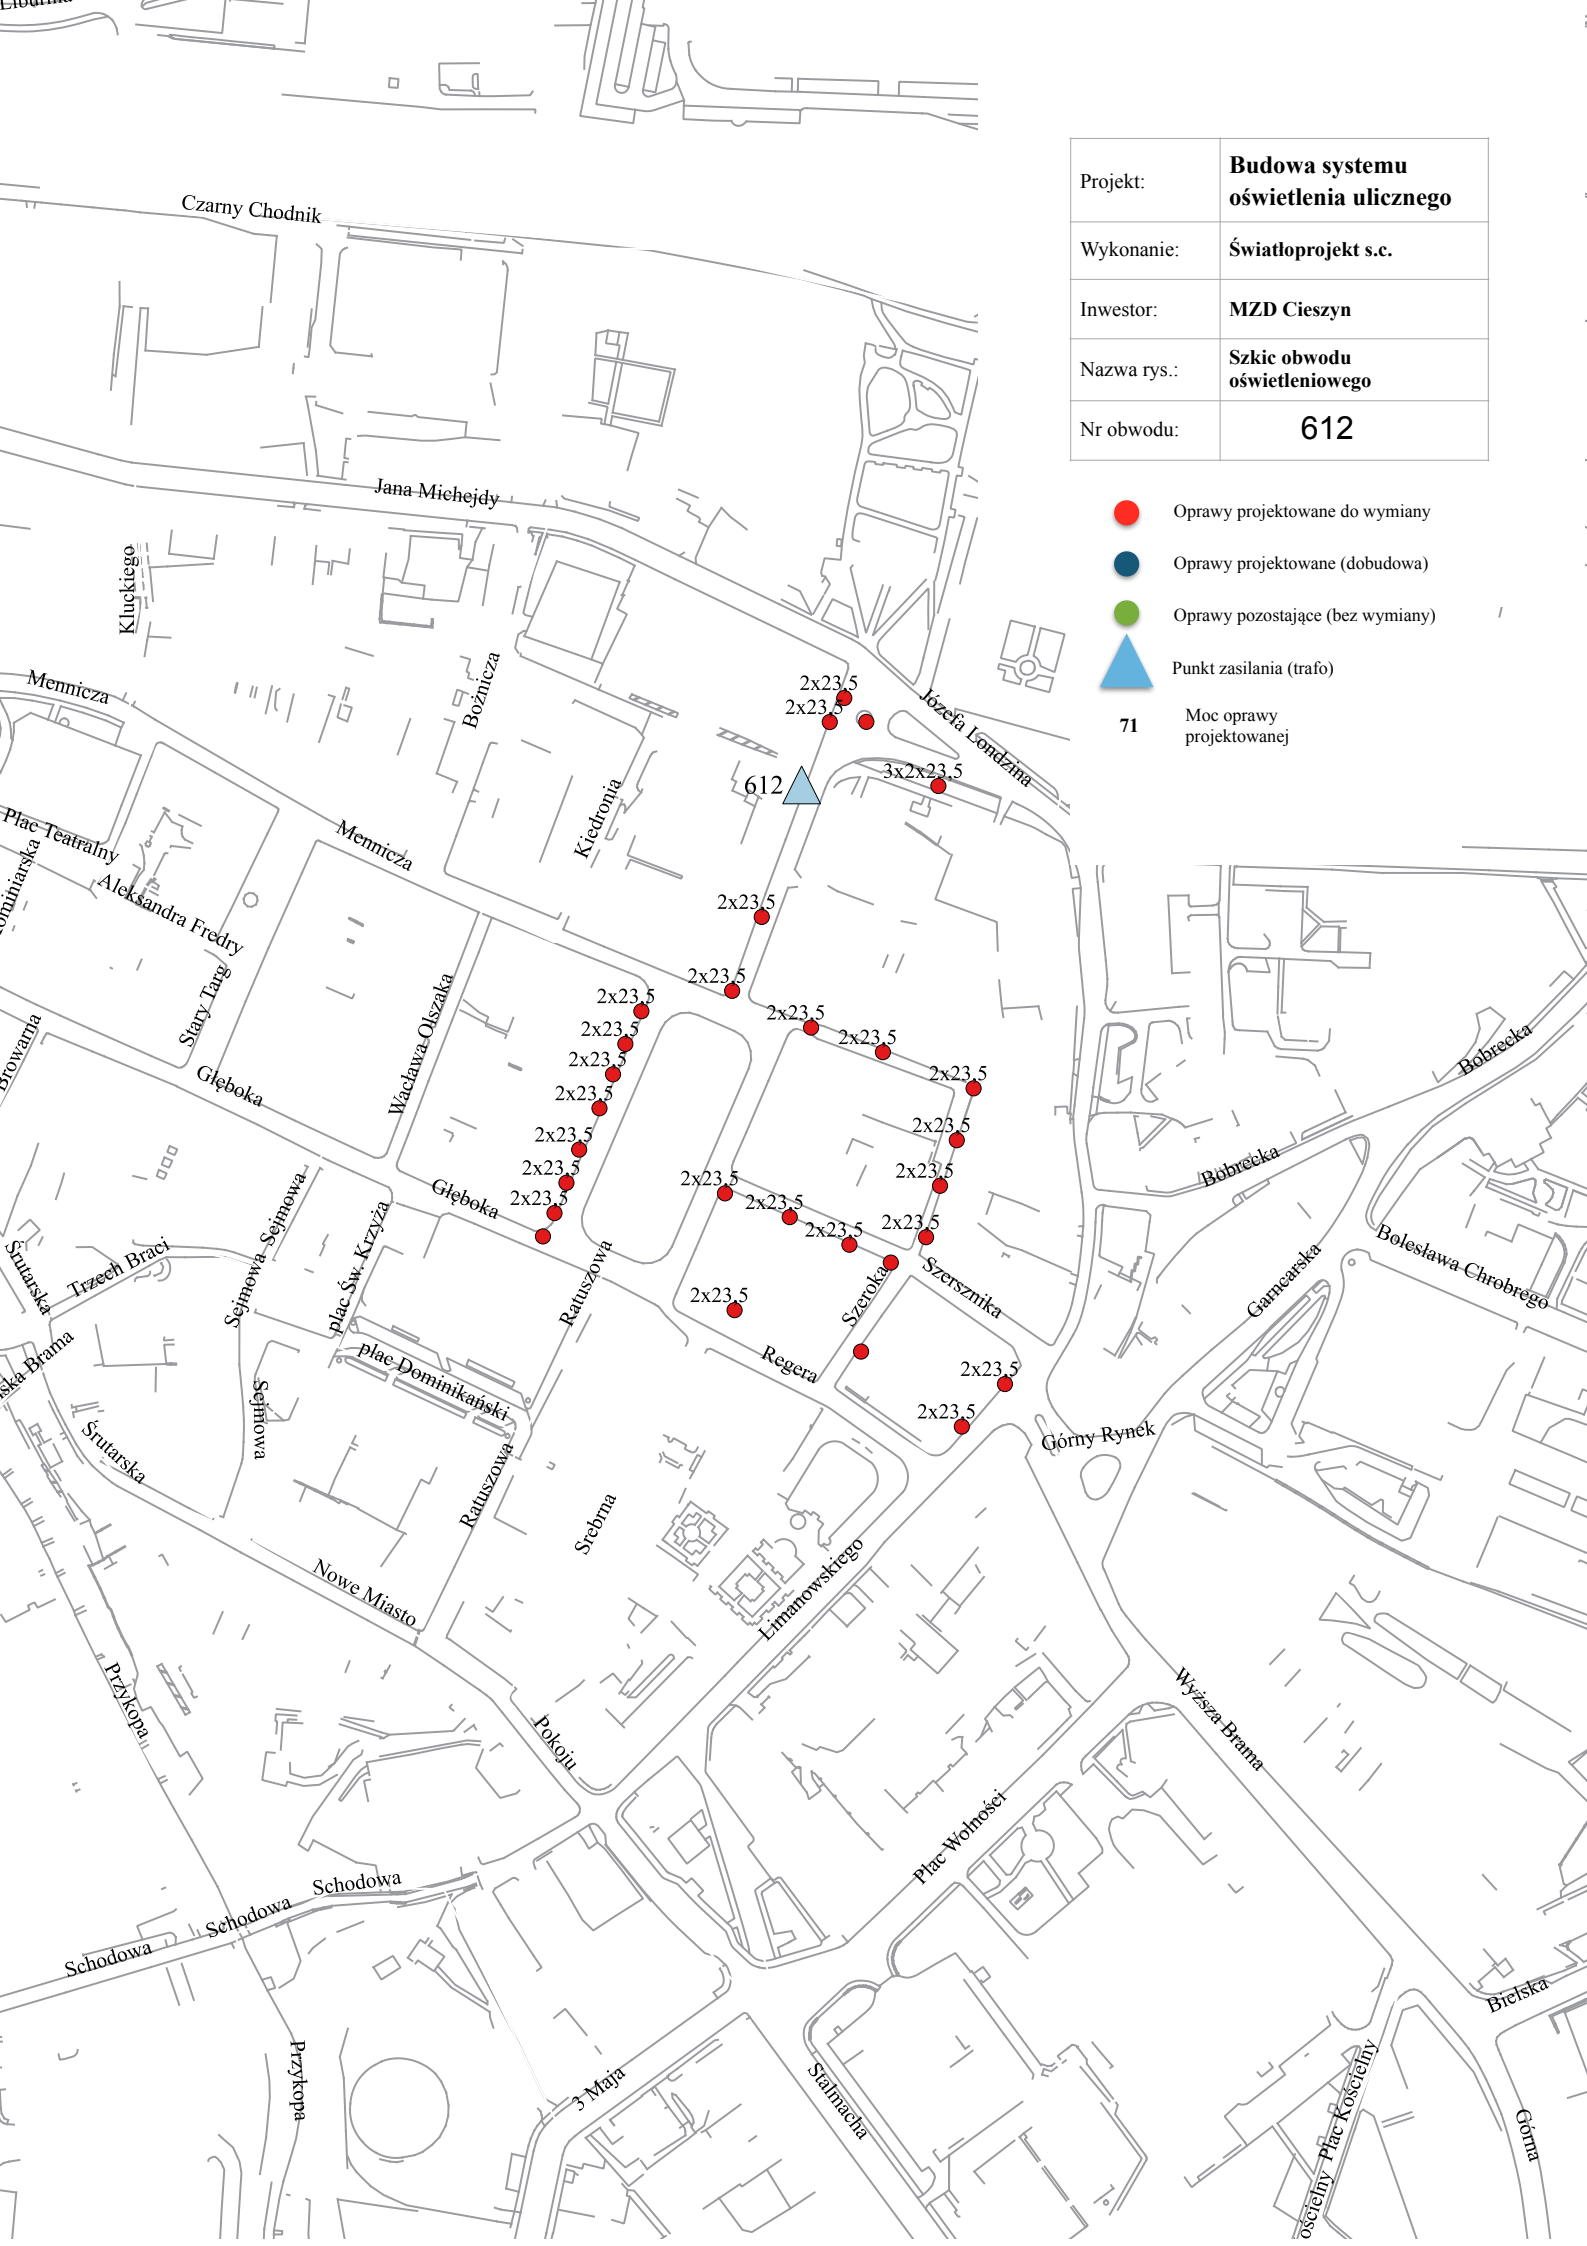 Czarny Chodnik
Projekt:
Budowa systemu
oświetlenia ulicznego
Wykonanie:
Światłoprojekt s.c.
Inwestor:
MZD Cieszyn
Nazwa rys.:
Szkic obwodu
oświetleniowego
Nr obwodu:
612
Oprawy projektowane do wymiany
Oprawy projektowane (dobudowa)
Oprawy pozostające (bez wymiany)
Punkt zasilania (trafo)
71
Moc oprawy
projektowanej
Jana Michejdy
Kluckiego
Mennicza
Bożnicza
2x23,5
2x23,5
Józefa Londzina
3x2x23,5
612
Kiedronia
Plac Teatralny
Mennicza
Aleksandra Fredry
2x23,5
Stary Targ
Wacława Olszaka
2x23,5
2x23,5
2x23,5
2x23,5
2x23,5
2x23,5
2x23,5
2x23,5
2x23,5
2x23,5
2x23,5
2x23,5
Browarna
Głęboka
Bobrecka
Bobrecka
2x23,5
2x23,5
2x23,5
2x23,5
2x23,5
2x23,5
Głęboka
2x23,5
Sejmowa
Sejmowa
plac Św. Krzyża
Trzech Braci
Śrutarska
Ratuszowa
Szeroka
Szersznika
Garncarska
Bolesława Chrobrego
2x23,5
Regera
plac Dominikański
2x23,5
2x23,5
Sejmowa
Śrutarska
Górny Rynek
Ratuszowa
Srebrna
Limanowskiego
Nowe Miasto
Przykopa
Pokoju
Wyższa Brama
Plac Wolności
Schodowa
Schodowa
Schodowa
Bielska
Przykopa
3 Maja
Stalmacha
Plac Kościelny
Górna